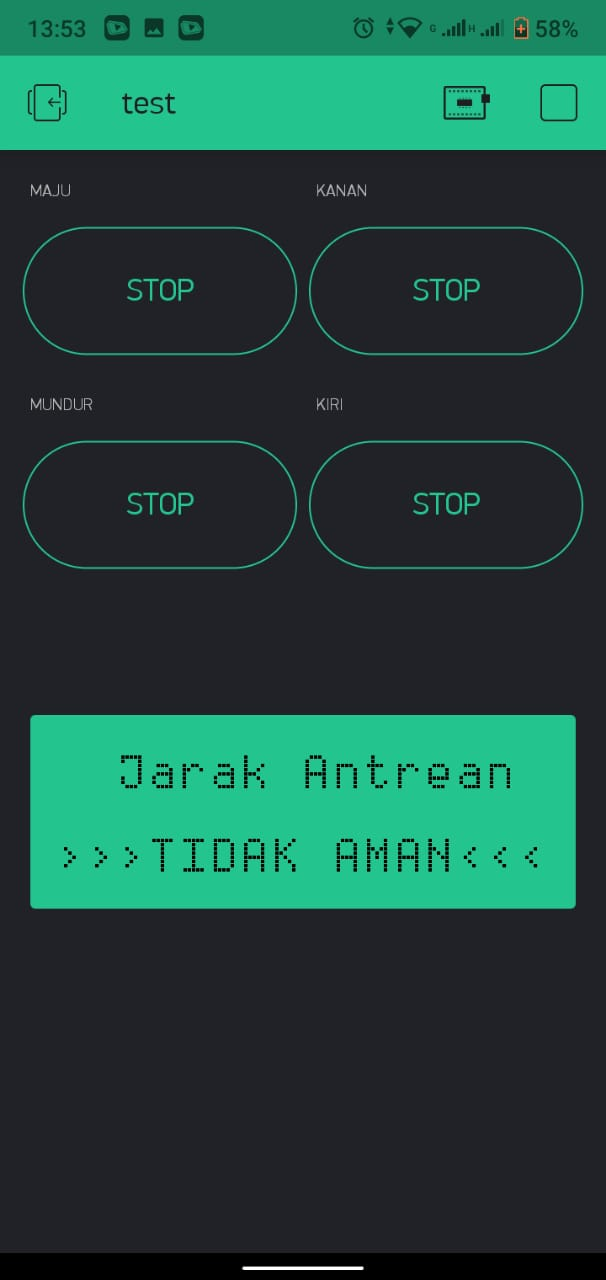 13:53 G H 58%
test
MAJU KANAN
STOP STOP
MUNDUR KIRI
STOP STOP
Jarak Antrean
>>>TIDAK AMAN<<<